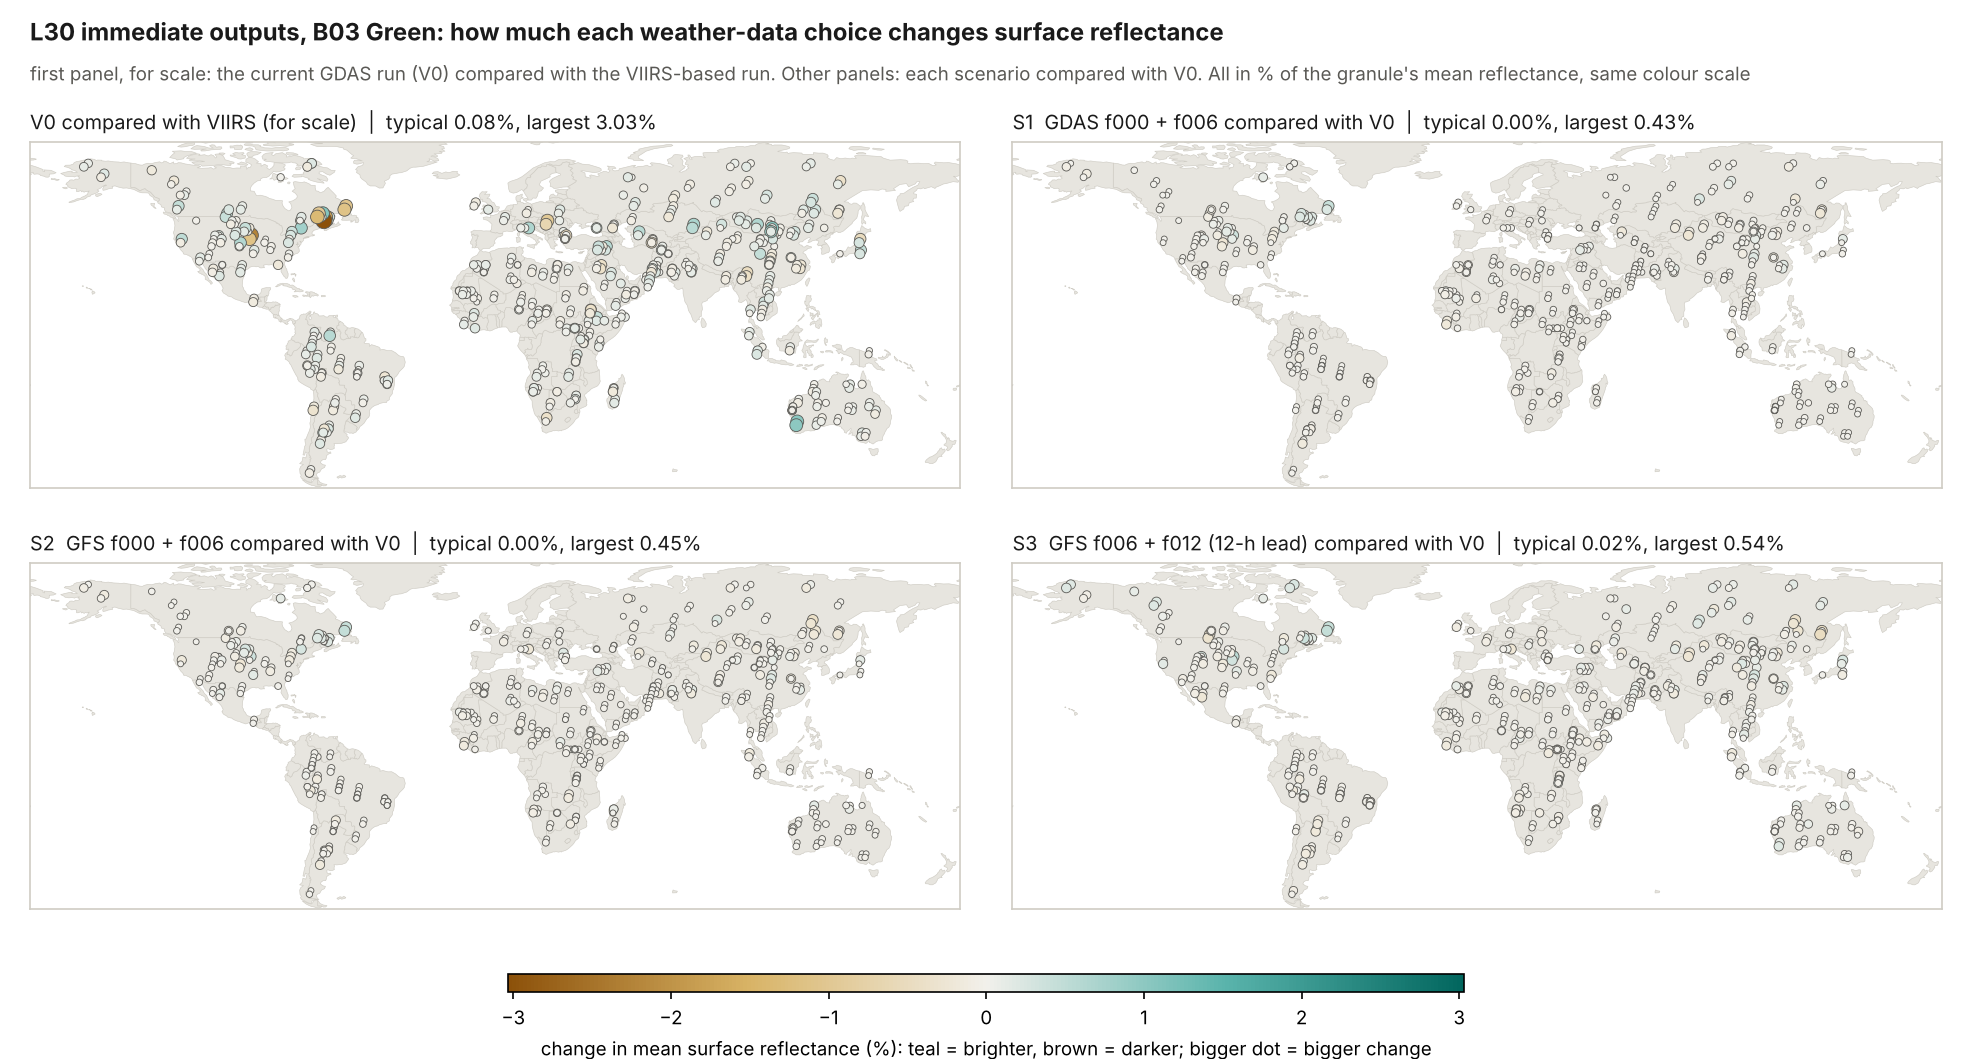 L30 immediate outputs, B03 Green: how much each weather-data choice changes surface reflectance
first panel, for scale: the current GDAS run (V0) compared with the VIIRS-based run. Other panels: each scenario compared with V0. All in % of the granule's mean reflectance, same colour scale
V0 compared with VIIRS (for scale) | typical 0.08%, largest 3.03%
S1 GDAS f000 + f006 compared with V0 | typical 0.00%, largest 0.43%
S2 GFS f000 + f006 compared with V0 | typical 0.00%, largest 0.45%
S3 GFS f006 + f012 (12-h lead) compared with V0 | typical 0.02%, largest 0.54%
−3 −2 −1 0 1 2 3
change in mean surface reflectance (%): teal = brighter, brown = darker; bigger dot = bigger change